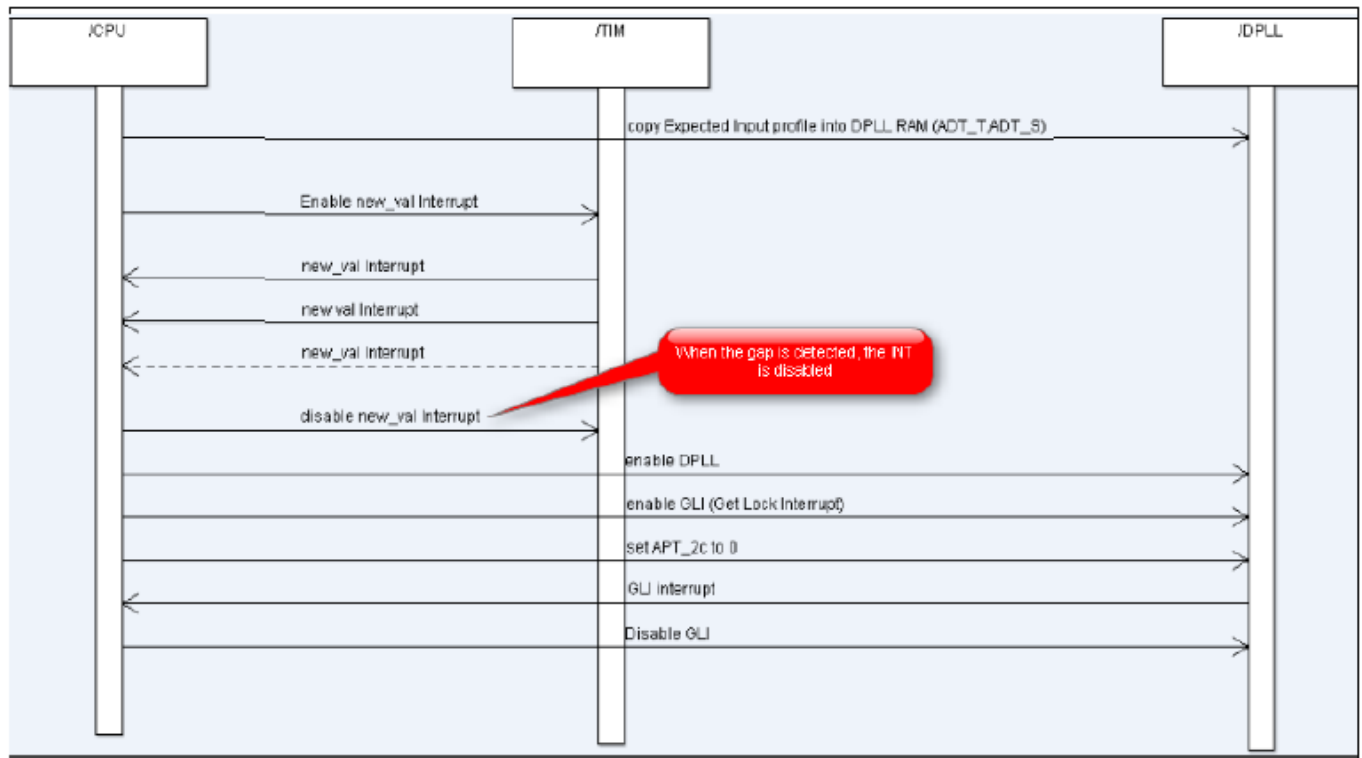 /CPU
/TIM
/DPLL
copy Expected Input profile into DPLL RAM (ADT_T,ADT_S)
Enable new_val Interrupt
new_val Interrupt
new val Interrupt
new_val Interrupt
When the gap is detected, the INT
is disabled
disable new_val Interrupt
enable DPLL
enable GLI (Get Lock Interrupt)
set APT_2c to 0
GLI interrupt
Disable GLI